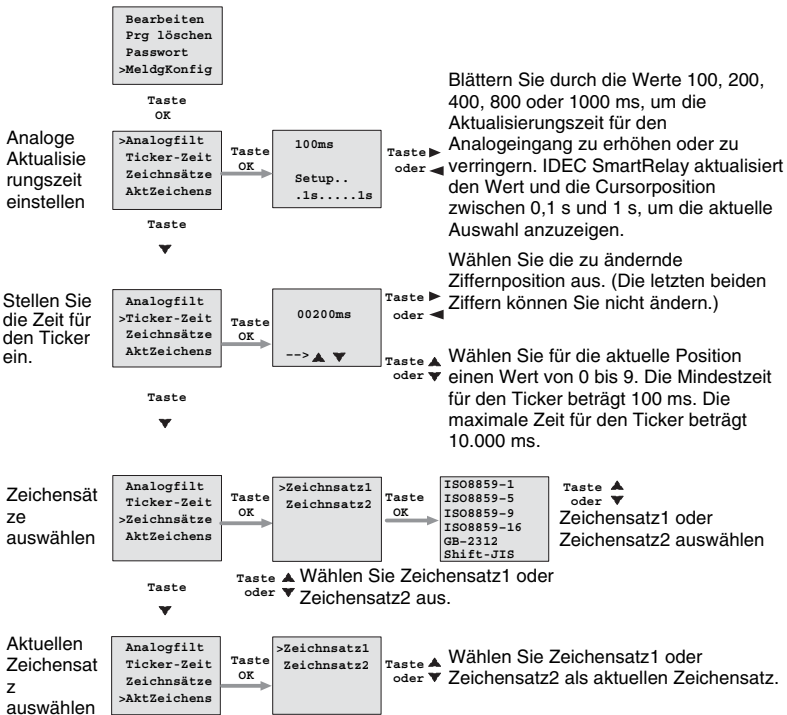 Bearbeiten
Prg löschen
Passwort
>MeldgKonfig
Taste
OK
Analoge
Aktualisie
rungszeit
einstellen
>Analogfilt
Ticker-Zeit
Zeichnsätze
AktZeichens
Taste
OK
100ms
Setup..
.1s.....1s
Taste ►
oder ◄
Blättern Sie durch die Werte 100, 200,
400, 800 oder 1000 ms, um die
Aktualisierungszeit für den
Analogeingang zu erhöhen oder zu
verringern. IDEC SmartRelay aktualisiert
den Wert und die Cursorposition
zwischen 0,1 s und 1 s, um die aktuelle
Auswahl anzuzeigen.
Taste
▼
Stellen Sie
die Zeit für
den Ticker
ein.
Analogfilt
>Ticker-Zeit
Zeichnsätze
AktZeichens
Taste
OK
00200ms
--> ▲ ▼
Taste ►
oder ◄
Wählen Sie die zu ändernde
Ziffernposition aus. (Die letzten beiden
Ziffern können Sie nicht ändern.)
Taste ▲
oder ▼
Wählen Sie für die aktuelle Position
einen Wert von 0 bis 9. Die Mindestzeit
für den Ticker beträgt 100 ms. Die
maximale Zeit für den Ticker beträgt
10.000 ms.
Taste
▼
Zeichensät
ze
auswählen
Analogfilt
Ticker-Zeit
>Zeichnsätze
AktZeichens
Taste
OK
>Zeichnsatz1
Zeichnsatz2
Taste
OK
ISO8859-1
ISO8859-5
ISO8859-9
ISO8859-16
GB-2312
Shift-JIS
Taste ▲
oder ▼
Zeichensatz1 oder
Zeichensatz2 auswählen
Taste ▲
oder ▼
Wählen Sie Zeichensatz1 oder
Zeichensatz2 aus.
Taste
▼
Aktuellen
Zeichensat
z
auswählen
Analogfilt
Ticker-Zeit
Zeichnsätze
>AktZeichens
Taste
OK
>Zeichnsatz1
Zeichnsatz2
Taste ▲
oder ▼
Wählen Sie Zeichensatz1 oder
Zeichensatz2 als aktuellen Zeichensatz.